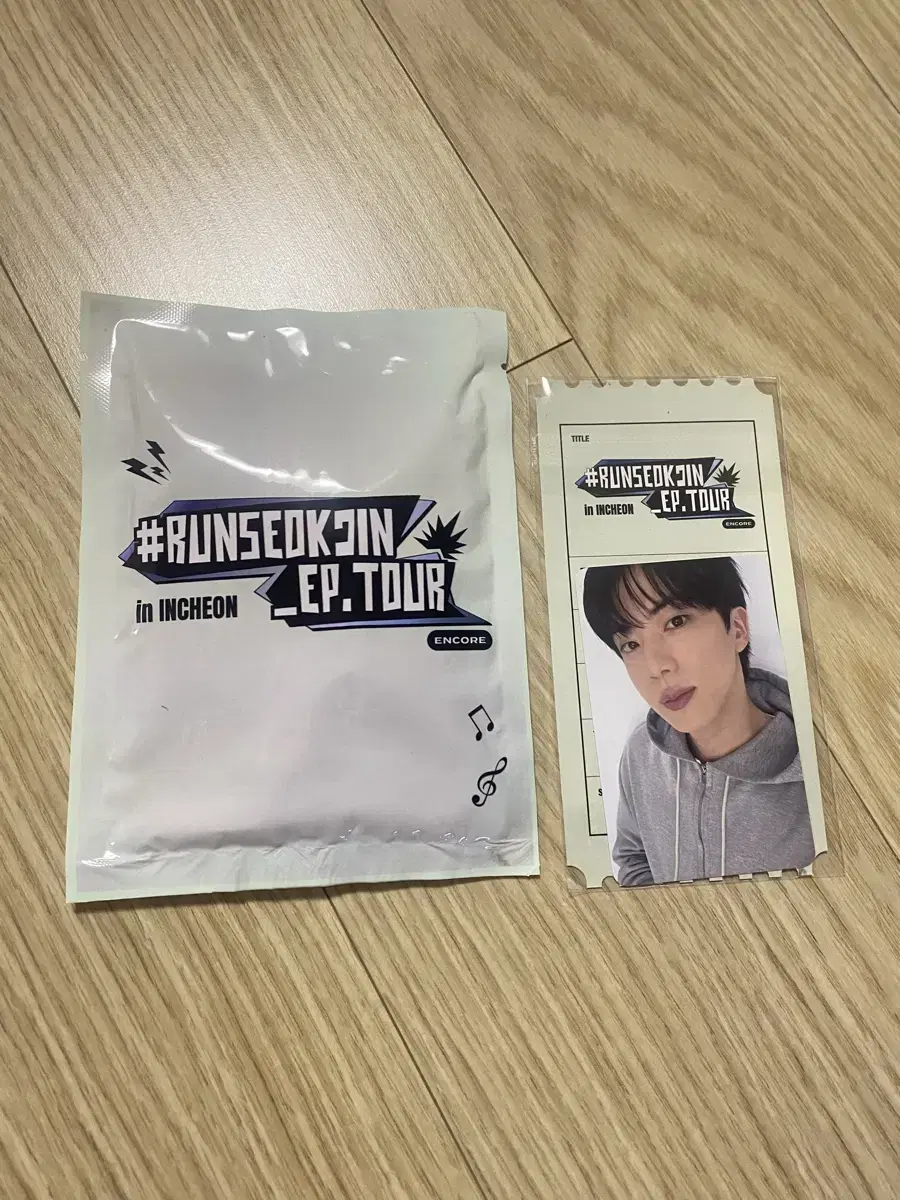 #RUNSEOKJIN
_EP.TOUR
in INCHEON
ENCORE
TITLE
#RUNSEOKJIN
_EP.TOUR
in INCHEON
ENCORE
S